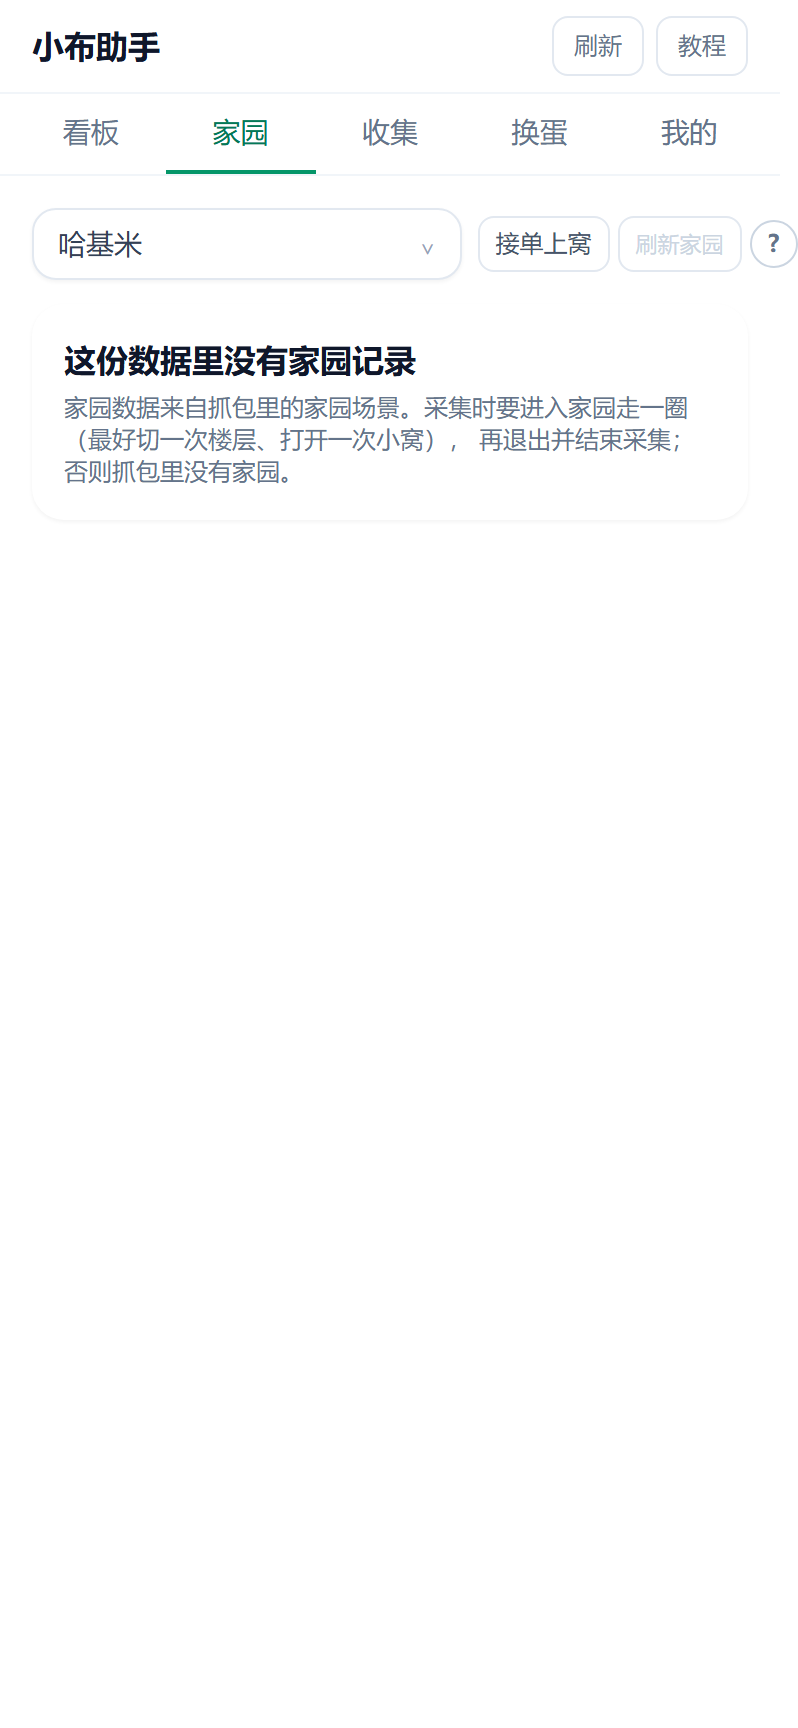 小布助手
刷新
教程
看板
家园
收集
换蛋
我的
哈基米
接单上窝
刷新家园
?
这份数据里没有家园记录
家园数据来自抓包里的家园场景。采集时要进入家园走一圈
（最好切一次楼层、打开一次小窝）， 再退出并结束采集；
否则抓包里没有家园。